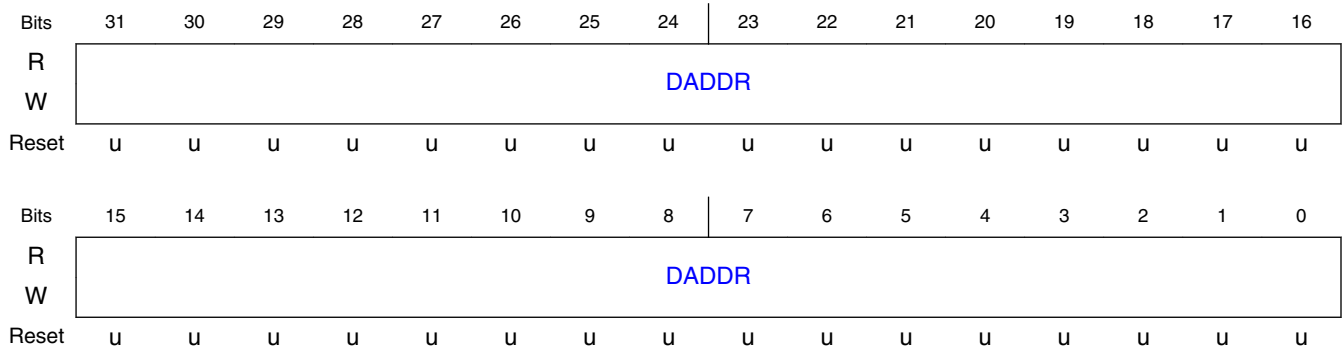 Bits 31 30 29 28 27 26 25 24 23 22 21 20 19 18 17 16
R
DADDR
W
Reset u u u u u u u u u u u u u u u u
Bits 15 14 13 12 11 10 9 8 7 6 5 4 3 2 1 0
R
DADDR
W
Reset u u u u u u u u u u u u u u u u